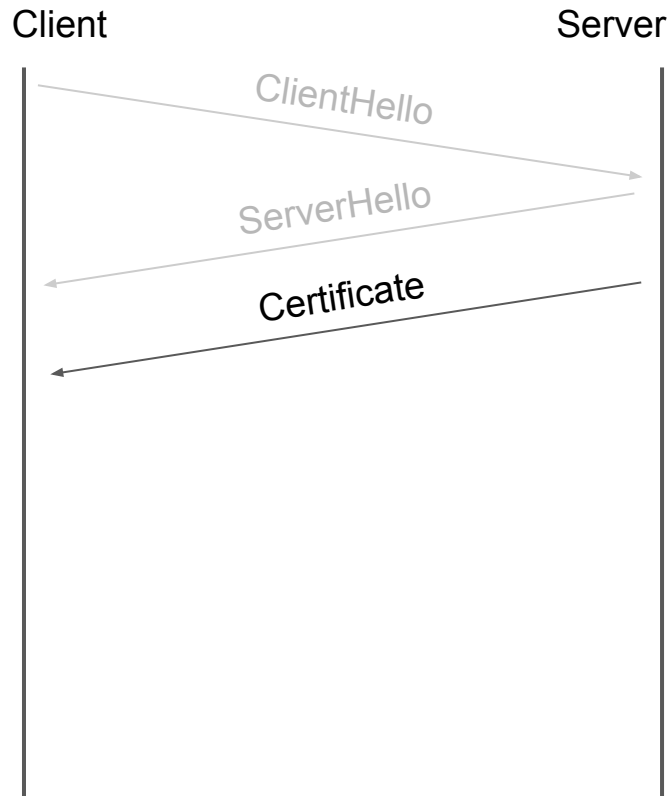 Client
Server
ClientHello
ServerHello
Certificate